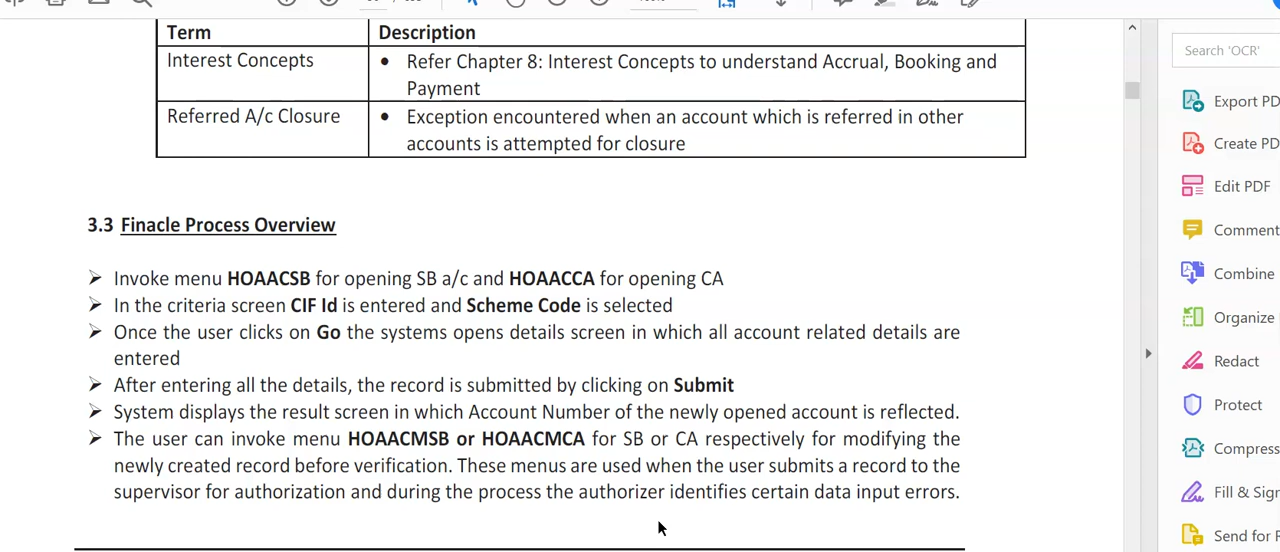 Term Description
Interest Concepts • Refer Chapter 8: Interest Concepts to understand Accrual, Booking and
Payment
Referred A/c Closure • Exception encountered when an account which is referred in other
accounts is attempted for closure
3.3 Finacle Process Overview
➢ Invoke menu HOAACSB for opening SB a/c and HOAACCA for opening CA
➢ In the criteria screen CIF Id is entered and Scheme Code is selected
➢ Once the user clicks on Go the systems opens details screen in which all account related details are
entered
➢ After entering all the details, the record is submitted by clicking on Submit
➢ System displays the result screen in which Account Number of the newly opened account is reflected.
➢ The user can invoke menu HOAACMSB or HOAACMCA for SB or CA respectively for modifying the
newly created record before verification. These menus are used when the user submits a record to the
supervisor for authorization and during the process the authorizer identifies certain data input errors.
Search 'OCR'
Export PD
Create PD
Edit PDF
Comment
Combine
Organize
Redact
Protect
Compress
Fill & Sign
Send for